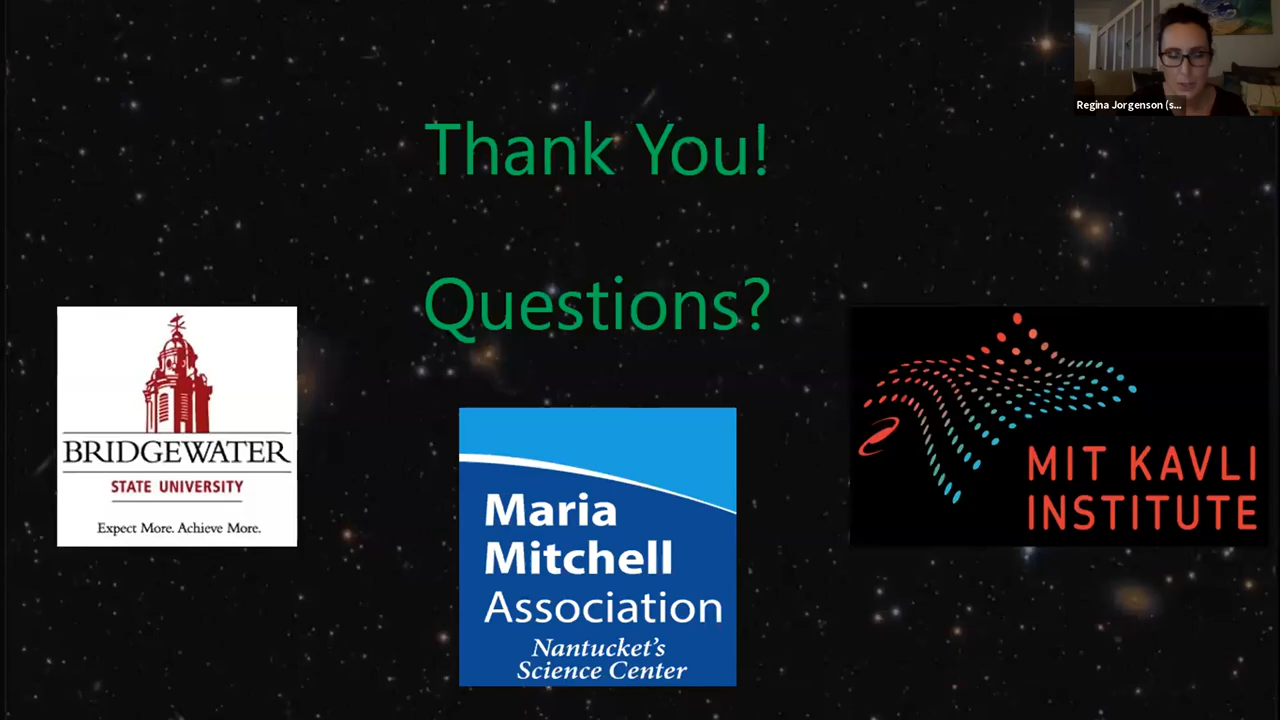 Thank You!
Questions?
Regina Jorgenson (s...
BRIDGEWATER
STATE UNIVERSITY
Expect More. Achieve More.
Maria
Mitchell
Association
Nantucket's
Science Center
MIT KAVLI
INSTITUTE